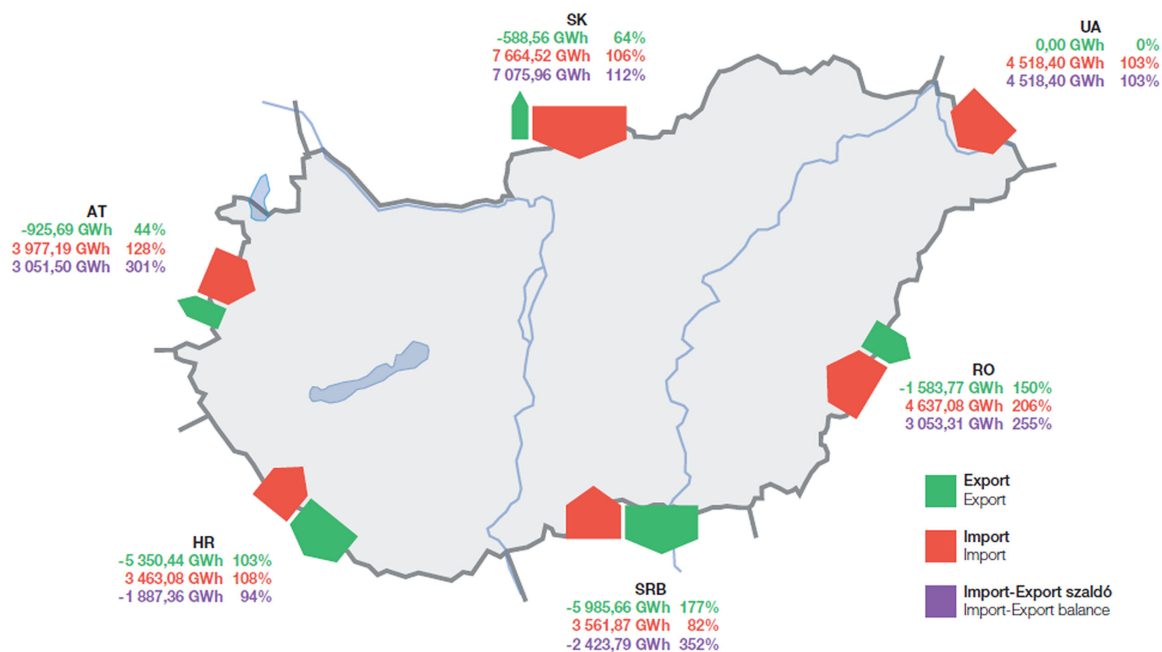 SK
-588,56 GWh 64%
7 664,52 GWh 106%
7 075,96 GWh 112%
UA
0,00 GWh 0%
4 518,40 GWh 103%
4 518,40 GWh 103%
AT
-925,69 GWh 44%
3 977,19 GWh 128%
3 051,50 GWh 301%
RO
-1 583,77 GWh 150%
4 637,08 GWh 206%
3 053,31 GWh 255%
HR
-5 350,44 GWh 103%
3 463,08 GWh 108%
-1 887,36 GWh 94%
SRB
-5 985,66 GWh 177%
3 561,87 GWh 82%
-2 423,79 GWh 352%
Export
Export
Import
Import
Import-Export szaldó
Import-Export balance